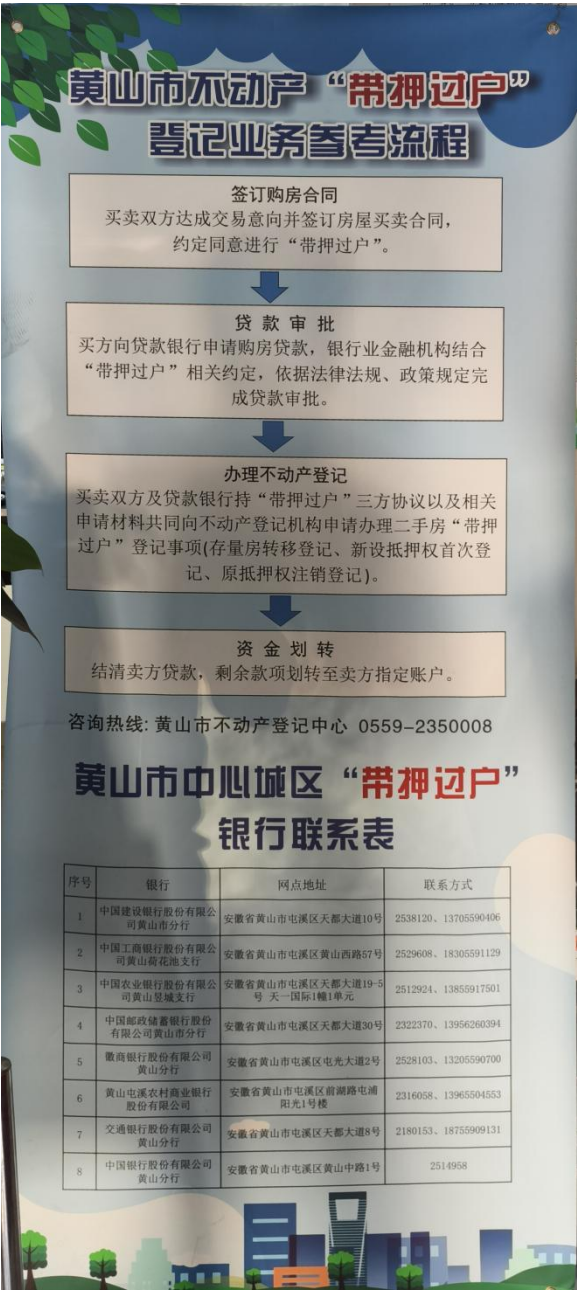 黄山市不动产“带押过户”
登记业务参考流程
签订购房合同
买卖双方达成交易意向并签订房屋买卖合同，
约定同意进行“带押过户”。
贷款审批
买方向贷款银行申请购房贷款，银行业金融机构结合
“带押过户”相关约定，依据法律法规、政策规定完
成贷款审批。
办理不动产登记
买卖双方及贷款银行持“带押过户”三方协议以及相关
申请材料共同向不动产登记机构申请办理二手房“带押
过户”登记事项(存量房转移登记、新设抵押权首次登
记、原抵押权注销登记)。
资金划转
结清卖方贷款，剩余款项划转至卖方指定账户。
咨询热线: 黄山市不动产登记中心 0559-2350008
黄山市中心城区“带押过户”
银行联系表
序号 银行 网点地址 联系方式
1 中国建设银行股份有限公 安徽省黄山市屯溪区天都大道10号 2538120、13705590406
司黄山市分行
2 中国工商银行股份有限公 安徽省黄山市屯溪区黄山西路57号 2529608、18305591129
司黄山荷花池支行
3 中国农业银行股份有限公 安徽省黄山市屯溪区天都大道19-5 2512924、13855917501
司黄山昱城支行 号 天一国际1幢1单元
4 中国邮政储蓄银行股份 安徽省黄山市屯溪区天都大道30号 2322370、13956260394
有限公司黄山市分行
5 徽商银行股份有限公司 安徽省黄山市屯溪区屯光大道2号 2528103、13205590700
黄山分行
6 黄山屯溪农村商业银行 安徽省黄山市屯溪区前湖路屯浦 2316058、13965504553
股份有限公司 阳光1号楼
7 交通银行股份有限公司 安徽省黄山市屯溪区天都大道8号 2180153、18755909131
黄山分行
8 中国银行股份有限公司 安徽省黄山市屯溪区黄山中路1号 2514958
黄山分行